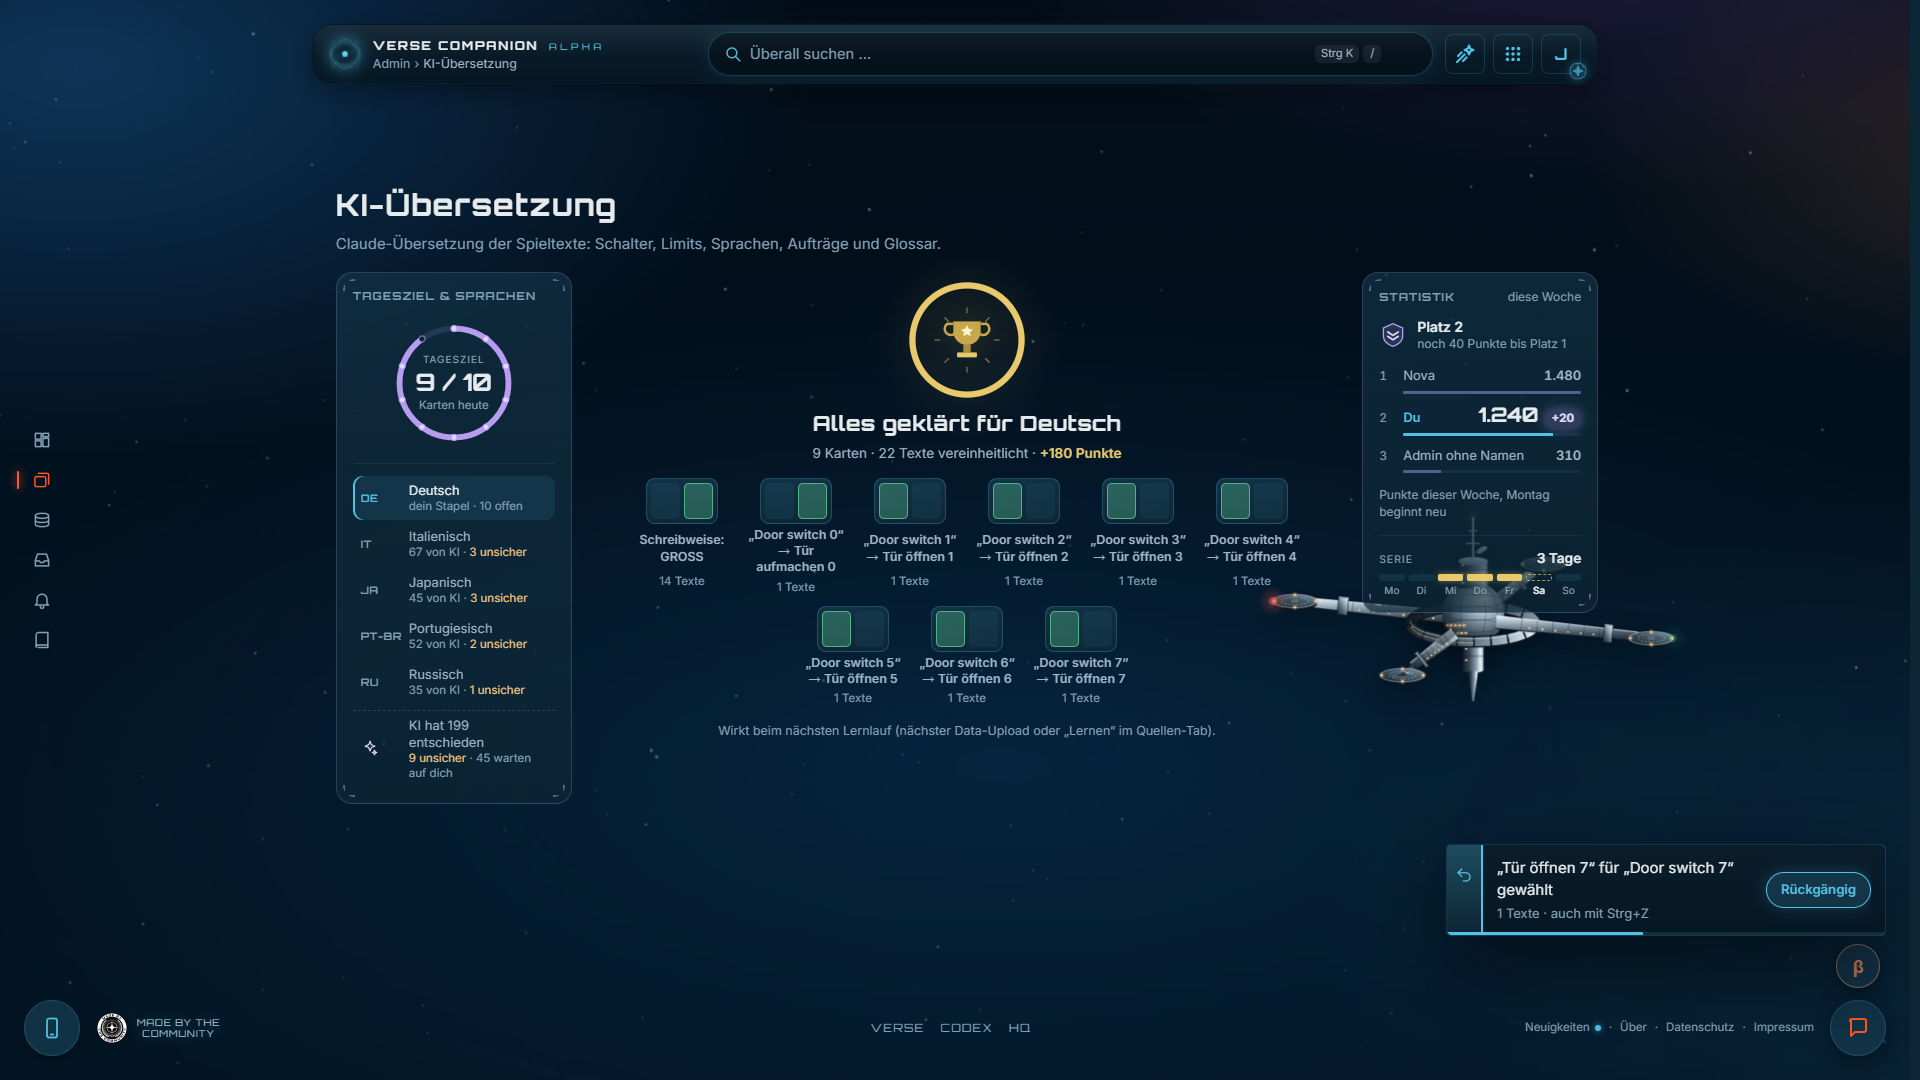 VERSE COMPANION ALPHA
Admin › KI-Übersetzung
Überall suchen ...
Strg K /
KI-Übersetzung
Claude-Übersetzung der Spieltexte: Schalter, Limits, Sprachen, Aufträge und Glossar.
TAGESZIEL & SPRACHEN
TAGESZIEL
9 / 10
Karten heute
DE Deutsch
dein Stapel · 10 offen
IT Italienisch
67 von KI · 3 unsicher
JA Japanisch
45 von KI · 3 unsicher
PT-BR Portugiesisch
52 von KI · 2 unsicher
RU Russisch
35 von KI · 1 unsicher
KI hat 199
entschieden
9 unsicher · 45 warten
auf dich
Alles geklärt für Deutsch
9 Karten · 22 Texte vereinheitlicht · +180 Punkte
Schreibweise:
GROSS
14 Texte
„Door switch 0“
→ Tür
aufmachen 0
1 Texte
„Door switch 1“
→ Tür öffnen 1
1 Texte
„Door switch 2“
→ Tür öffnen 2
1 Texte
„Door switch 3“
→ Tür öffnen 3
1 Texte
„Door switch 4“
→ Tür öffnen 4
1 Texte
„Door switch 5“
→ Tür öffnen 5
1 Texte
„Door switch 6“
→ Tür öffnen 6
1 Texte
„Door switch 7“
→ Tür öffnen 7
1 Texte
Wirkt beim nächsten Lernlauf (nächster Data-Upload oder „Lernen“ im Quellen-Tab).
STATISTIK diese Woche
Platz 2
noch 40 Punkte bis Platz 1
1 Nova 1.480
2 Du 1.240 +20
3 Admin ohne Namen 310
Punkte dieser Woche, Montag
beginnt neu
SERIE 3 Tage
Mo Di Mi Do Fr Sa So
„Tür öffnen 7“ für „Door switch 7“
gewählt
1 Texte · auch mit Strg+Z
Rückgängig
β
MADE BY THE
COMMUNITY
VERSE CODEX HQ
Neuigkeiten · Über · Datenschutz · Impressum